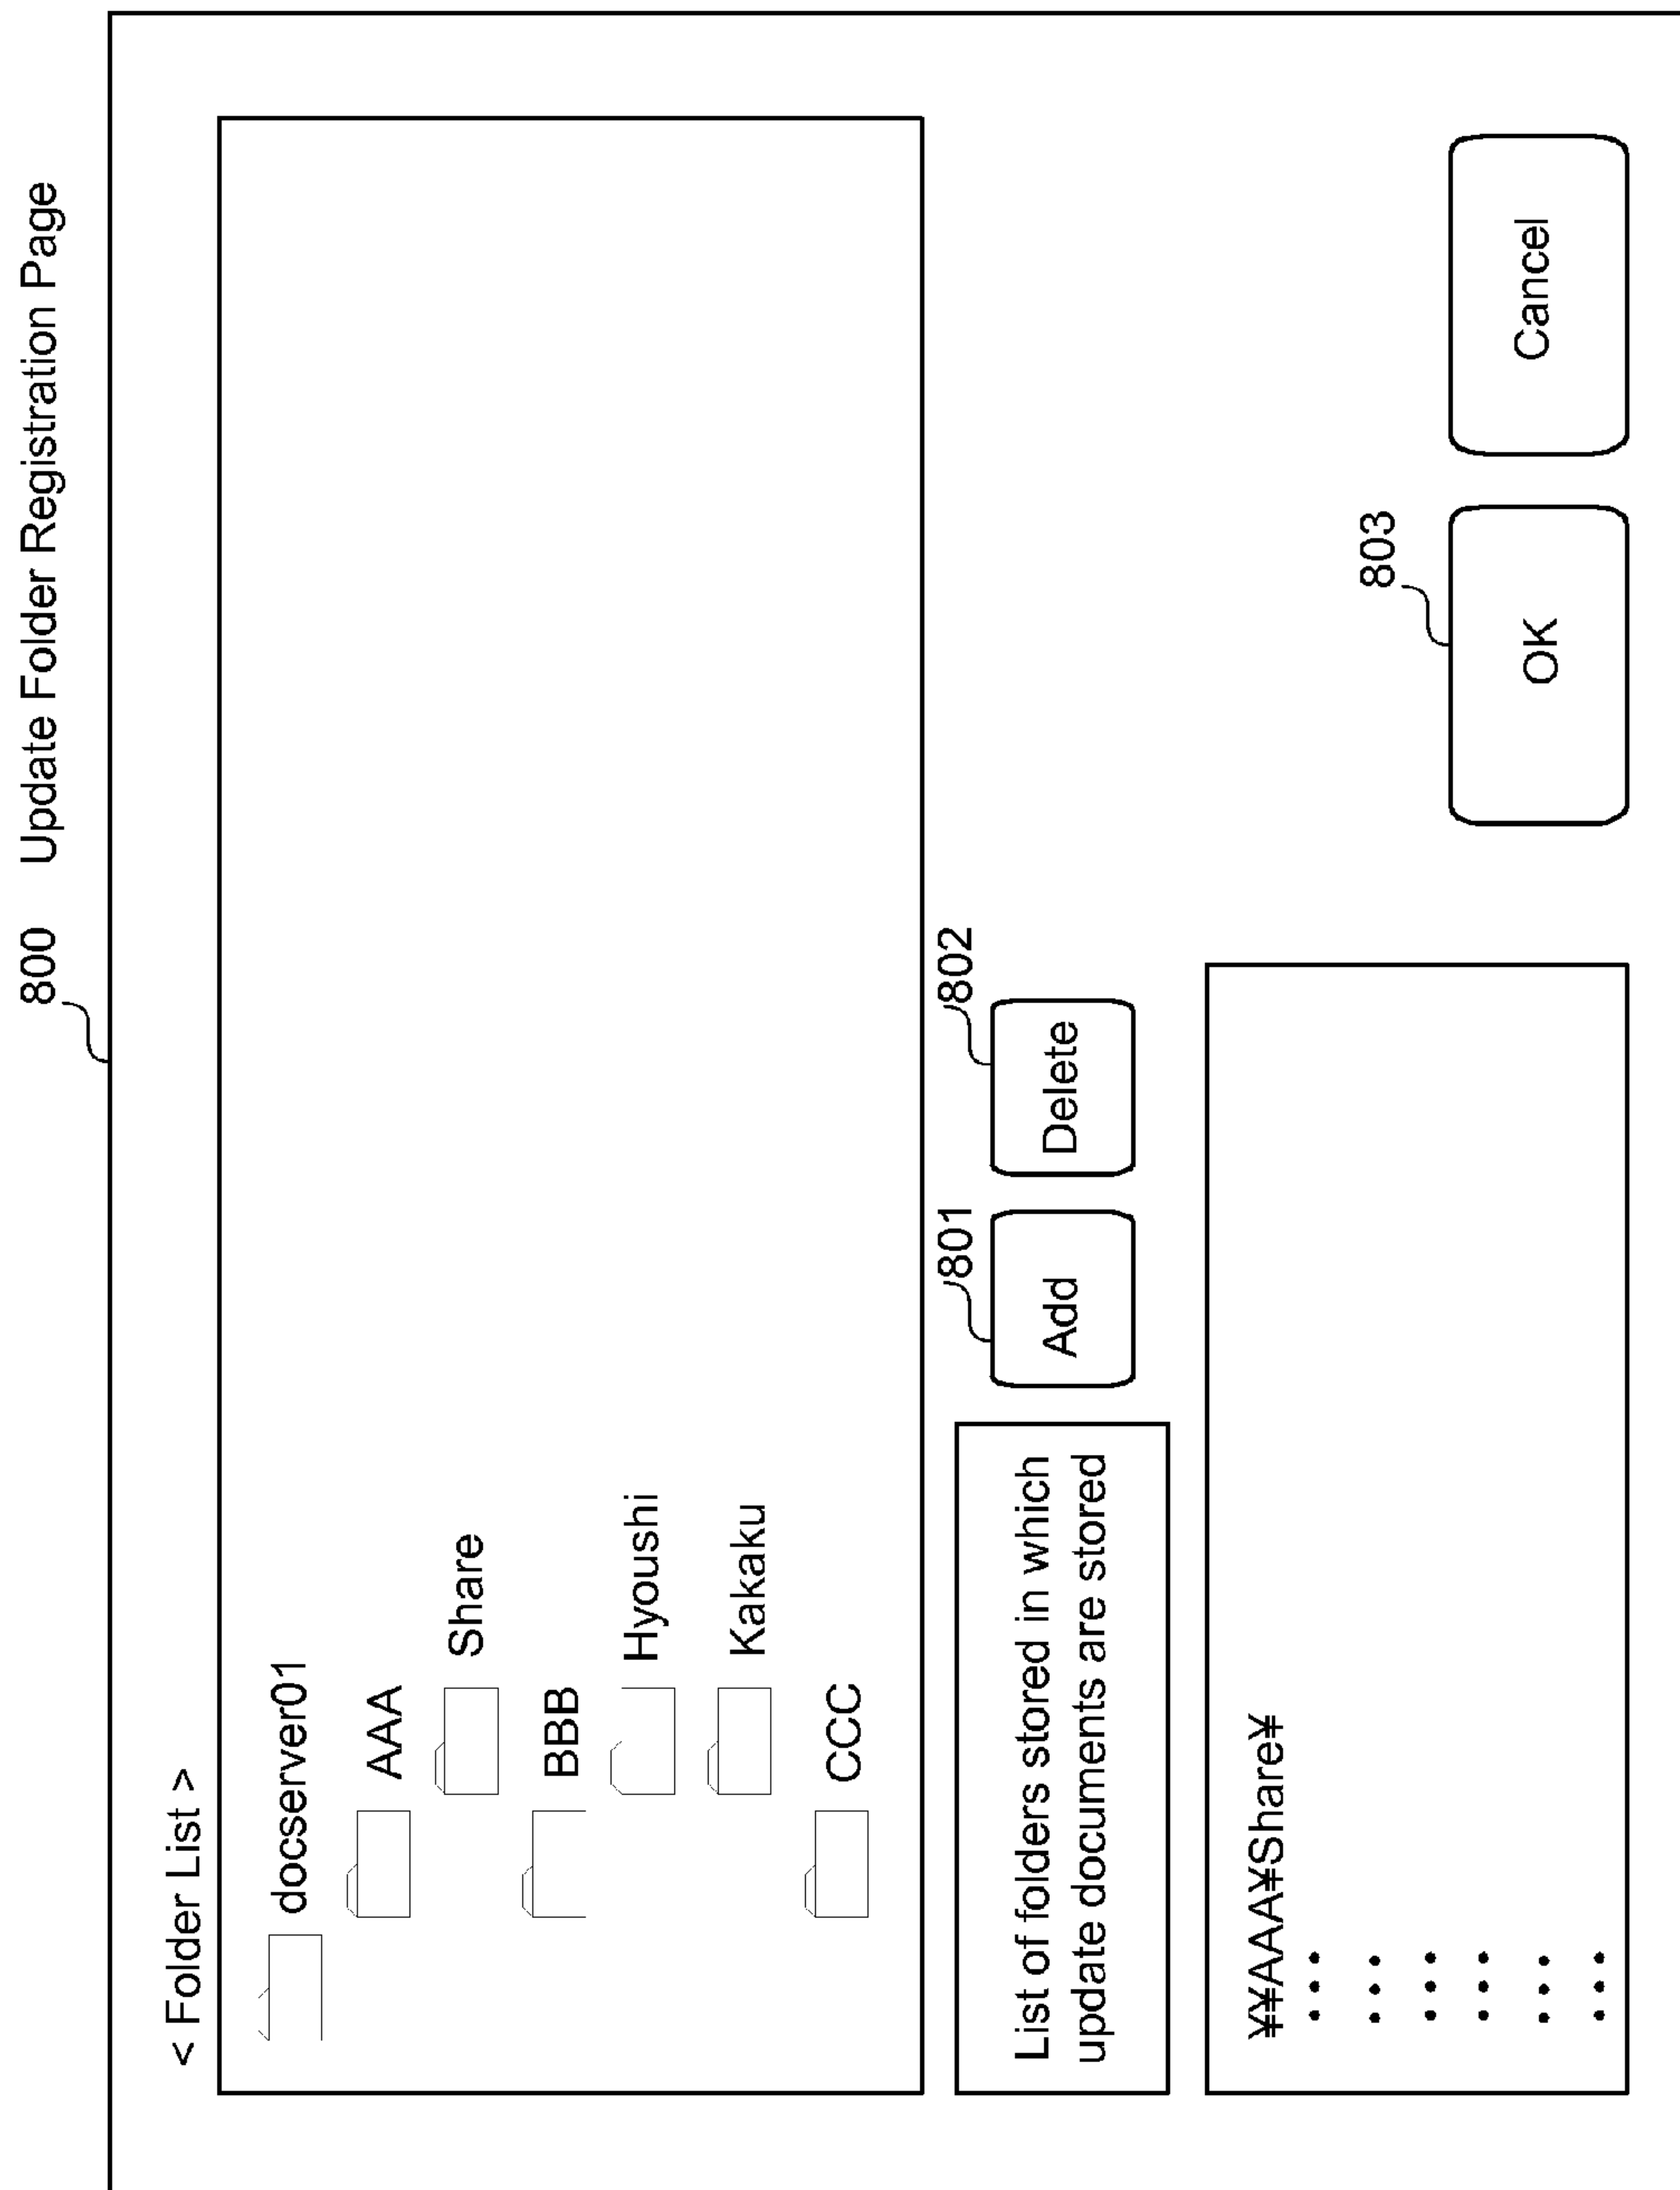 800 Update Folder Registration Page
< Folder List >
docserver01
AAA
Share
BBB
Hyoushi
Kakaku
CCC
List of folders stored in which
update documents are stored
801
Add
802
Delete
¥¥AAA¥Share¥
...
...
...
...
...
...
803
OK
Cancel